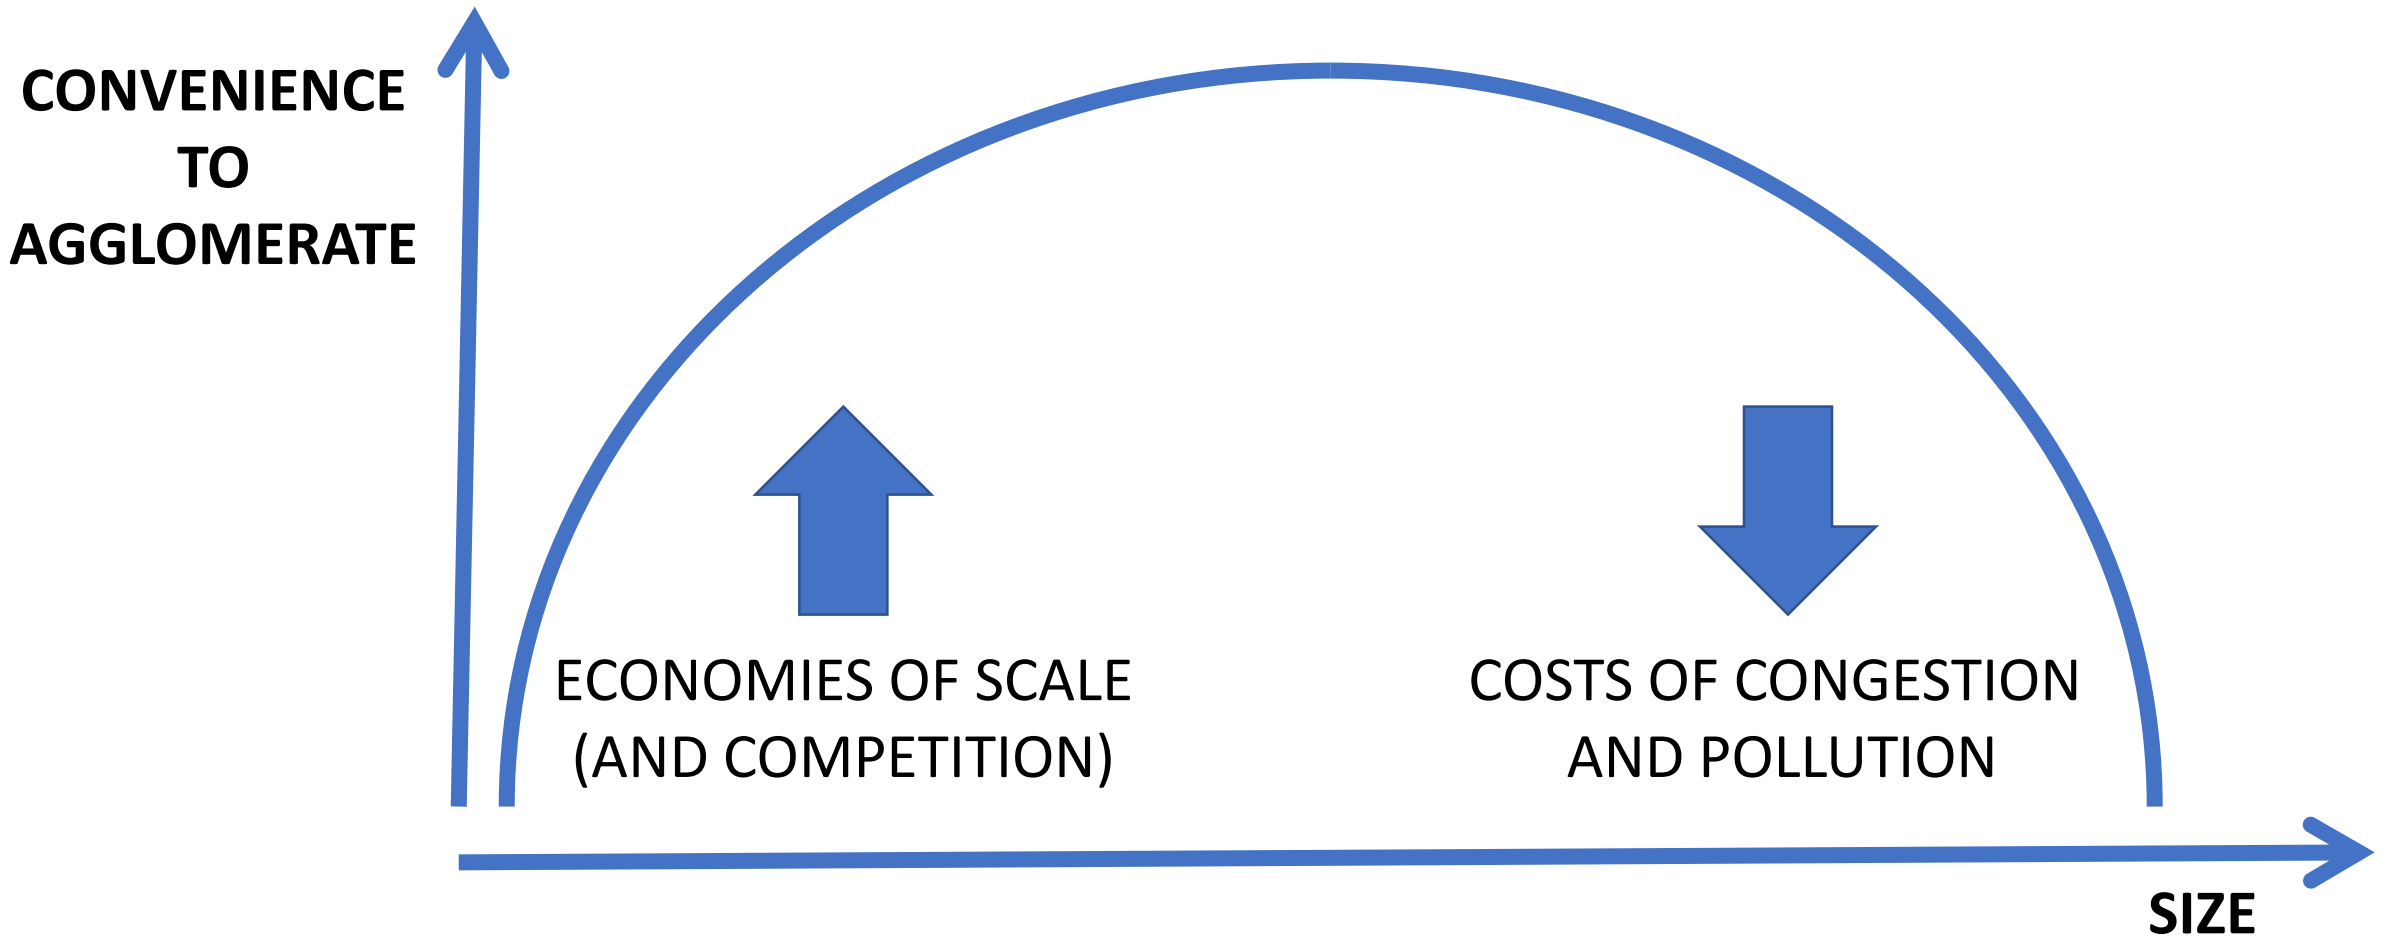 CONVENIENCE
TO
AGGLOMERATE
ECONOMIES OF SCALE
(AND COMPETITION)
COSTS OF CONGESTION
AND POLLUTION
SIZE